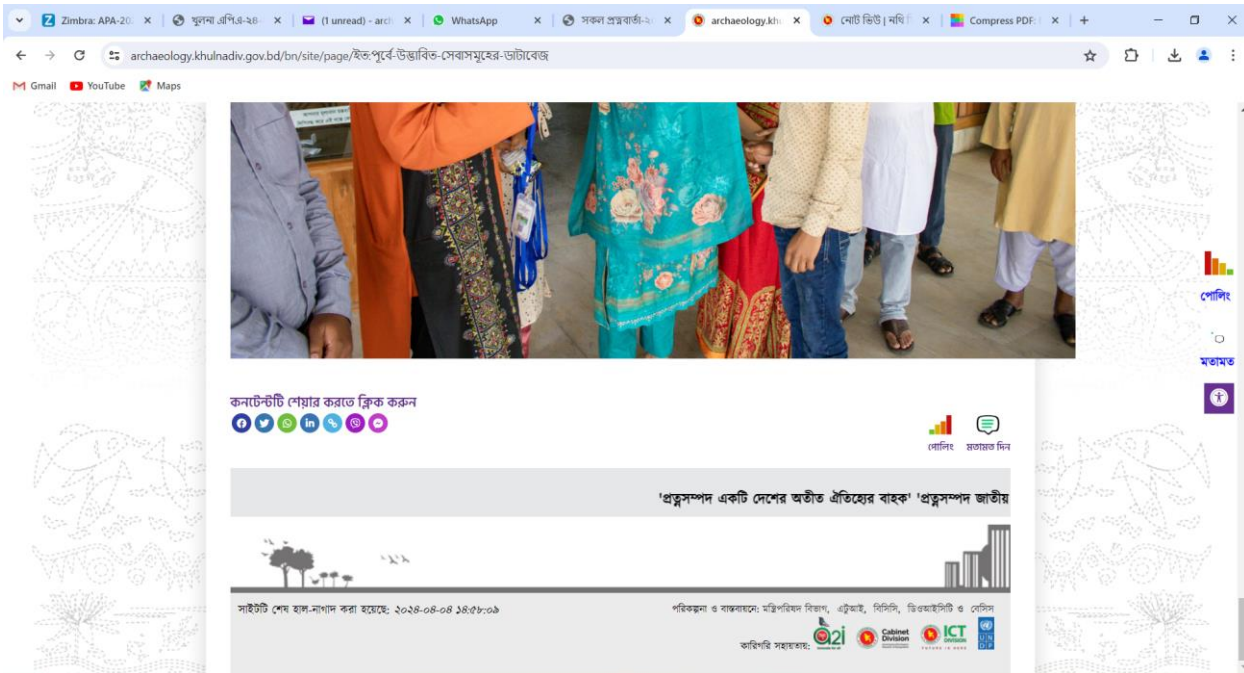 Zimbra: APA-20
খুলনা এপিএ-২৪-
(1 unread) - arch
WhatsApp
সকল প্রত্নবার্তা-২
archaeology.kh
নোট ভিউ | নথি
Compress PDF:
archaeology.khulnadiv.gov.bd/bn/site/page/ইত:পূর্বে-উদ্ভাবিত-সেবাসমূহের-ডাটাবেজ
Gmail YouTube Maps
পোলিং
মতামত
কনটেন্টটি শেয়ার করতে ক্লিক করুন
পোলিং মতামত দিন
'প্রত্নসম্পদ একটি দেশের অতীত ঐতিহ্যের বাহক' 'প্রত্নসম্পদ জাতীয়
সাইটটি শেষ হাল-নাগাদ করা হয়েছে: ২০২৪-০৪-০৪ ১৪:৫৮:০৯
পরিকল্পনা ও বাস্তবায়নে: মন্ত্রিপরিষদ বিভাগ, এটুআই, বিসিসি, ডিওআইসিটি ও বেসিস
কারিগরি সহায়তায়: a2i Cabinet Division ICT DIVISION UNDP